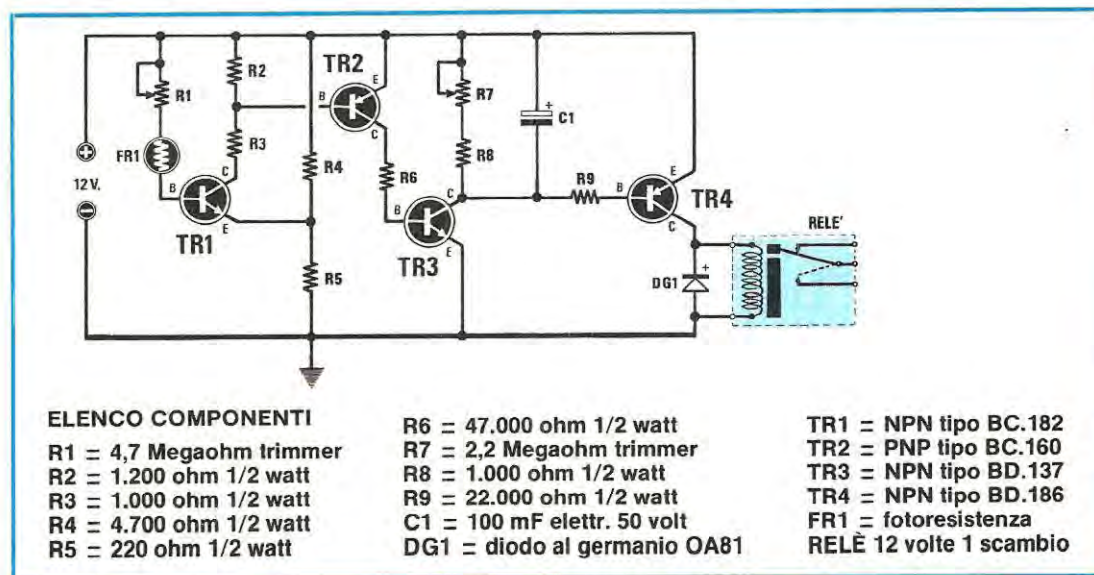 R1
R2
TR2
E
B
C
R7
+
C1
FR1
R3
R4
R6
R8
12 V.
B
C
E
TR1
R5
B
C
E
TR3
R9
B
E
C
TR4
DG1
+
RELE'
ELENCO COMPONENTI
R1 = 4,7 Megaohm trimmer
R2 = 1.200 ohm 1/2 watt
R3 = 1.000 ohm 1/2 watt
R4 = 4.700 ohm 1/2 watt
R5 = 220 ohm 1/2 watt
R6 = 47.000 ohm 1/2 watt
R7 = 2,2 Megaohm trimmer
R8 = 1.000 ohm 1/2 watt
R9 = 22.000 ohm 1/2 watt
C1 = 100 mF elettr. 50 volt
DG1 = diodo al germanio OA81
TR1 = NPN tipo BC.182
TR2 = PNP tipo BC.160
TR3 = NPN tipo BD.137
TR4 = NPN tipo BD.186
FR1 = fotoresistenza
RELÈ 12 volte 1 scambio